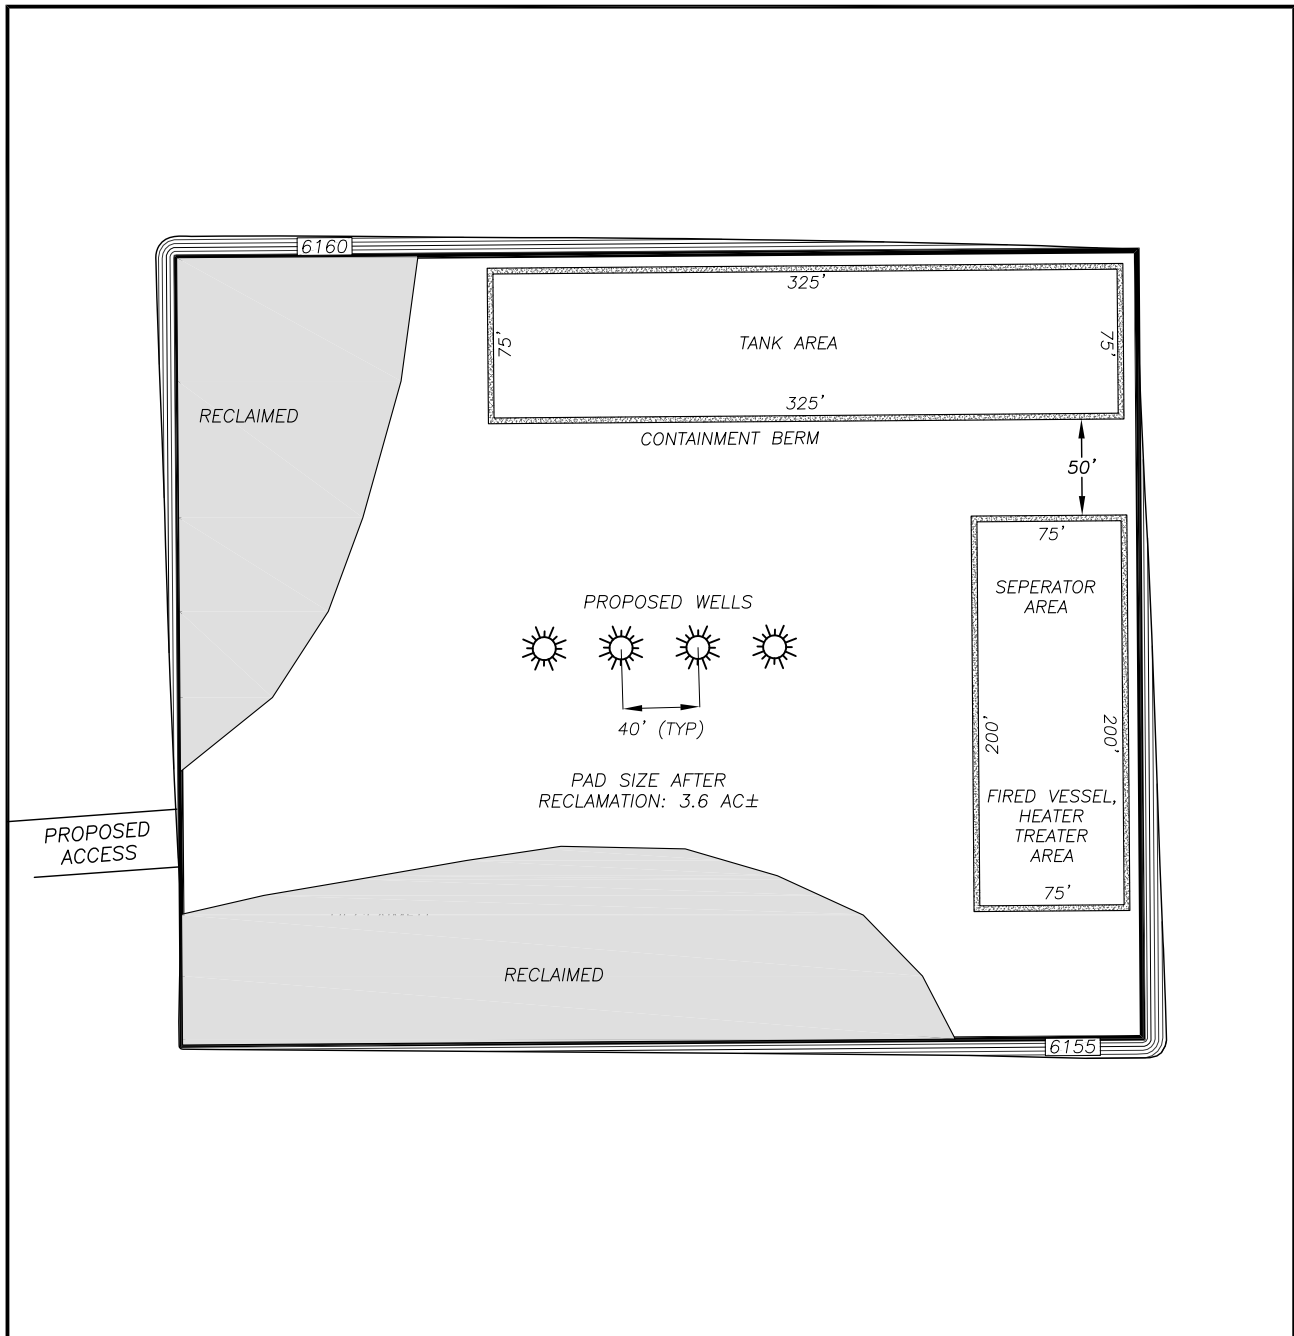 6160
325'
75'
TANK AREA
75'
325'
CONTAINMENT BERM
RECLAIMED
50'
75'
SEPERATOR
AREA
PROPOSED WELLS
40' (TYP)
200'
200'
PAD SIZE AFTER
RECLAMATION: 3.6 AC±
FIRED VESSEL,
HEATER
TREATER
AREA
75'
PROPOSED
ACCESS
RECLAIMED
6155